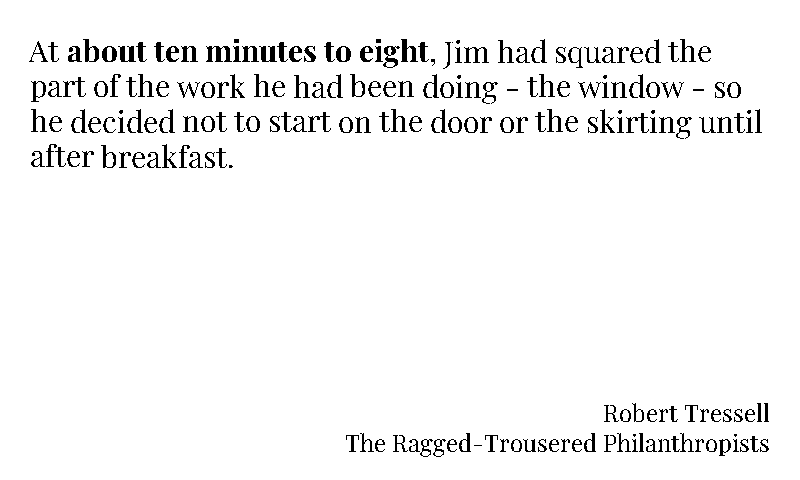 At about ten minutes to eight, Jim had squared the
part of the work he had been doing - the window - so
he decided not to start on the door or the skirting until
after breakfast.
Robert Tressell
The Ragged-Trousered Philanthropists